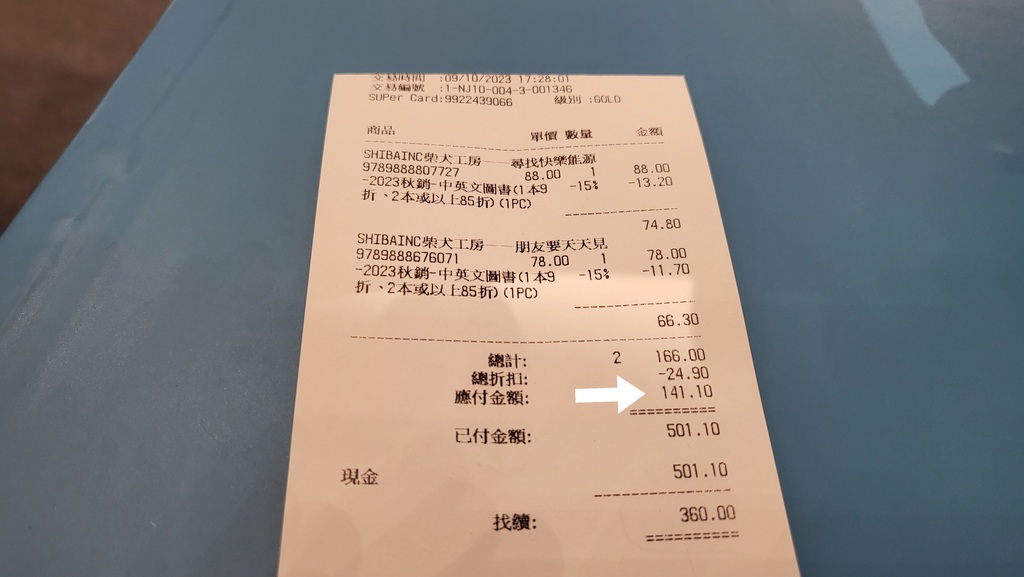 交易時間 :09/10/2023 17:28:01
交易編號 :1-NJ10-004-3-001346
SUPer Card:9922439066 級別:GOLD
商品 單價 數量 金額
SHIBAINC柴犬工房——尋找快樂能源
9789888807727 88.00 1 88.00
-2023秋銷-中英文圖書(1本9 -15% -13.20
折、2本或以上85折)(1PC)
74.80
SHIBAINC柴犬工房——朋友要天天見
9789888676071 78.00 1 78.00
-2023秋銷-中英文圖書(1本9 -15% -11.70
折、2本或以上85折)(1PC)
66.30
總計: 2 166.00
總折扣: -24.90
應付金額: 141.10
==========
已付金額: 501.10
現金 501.10
找續: 360.00
==========